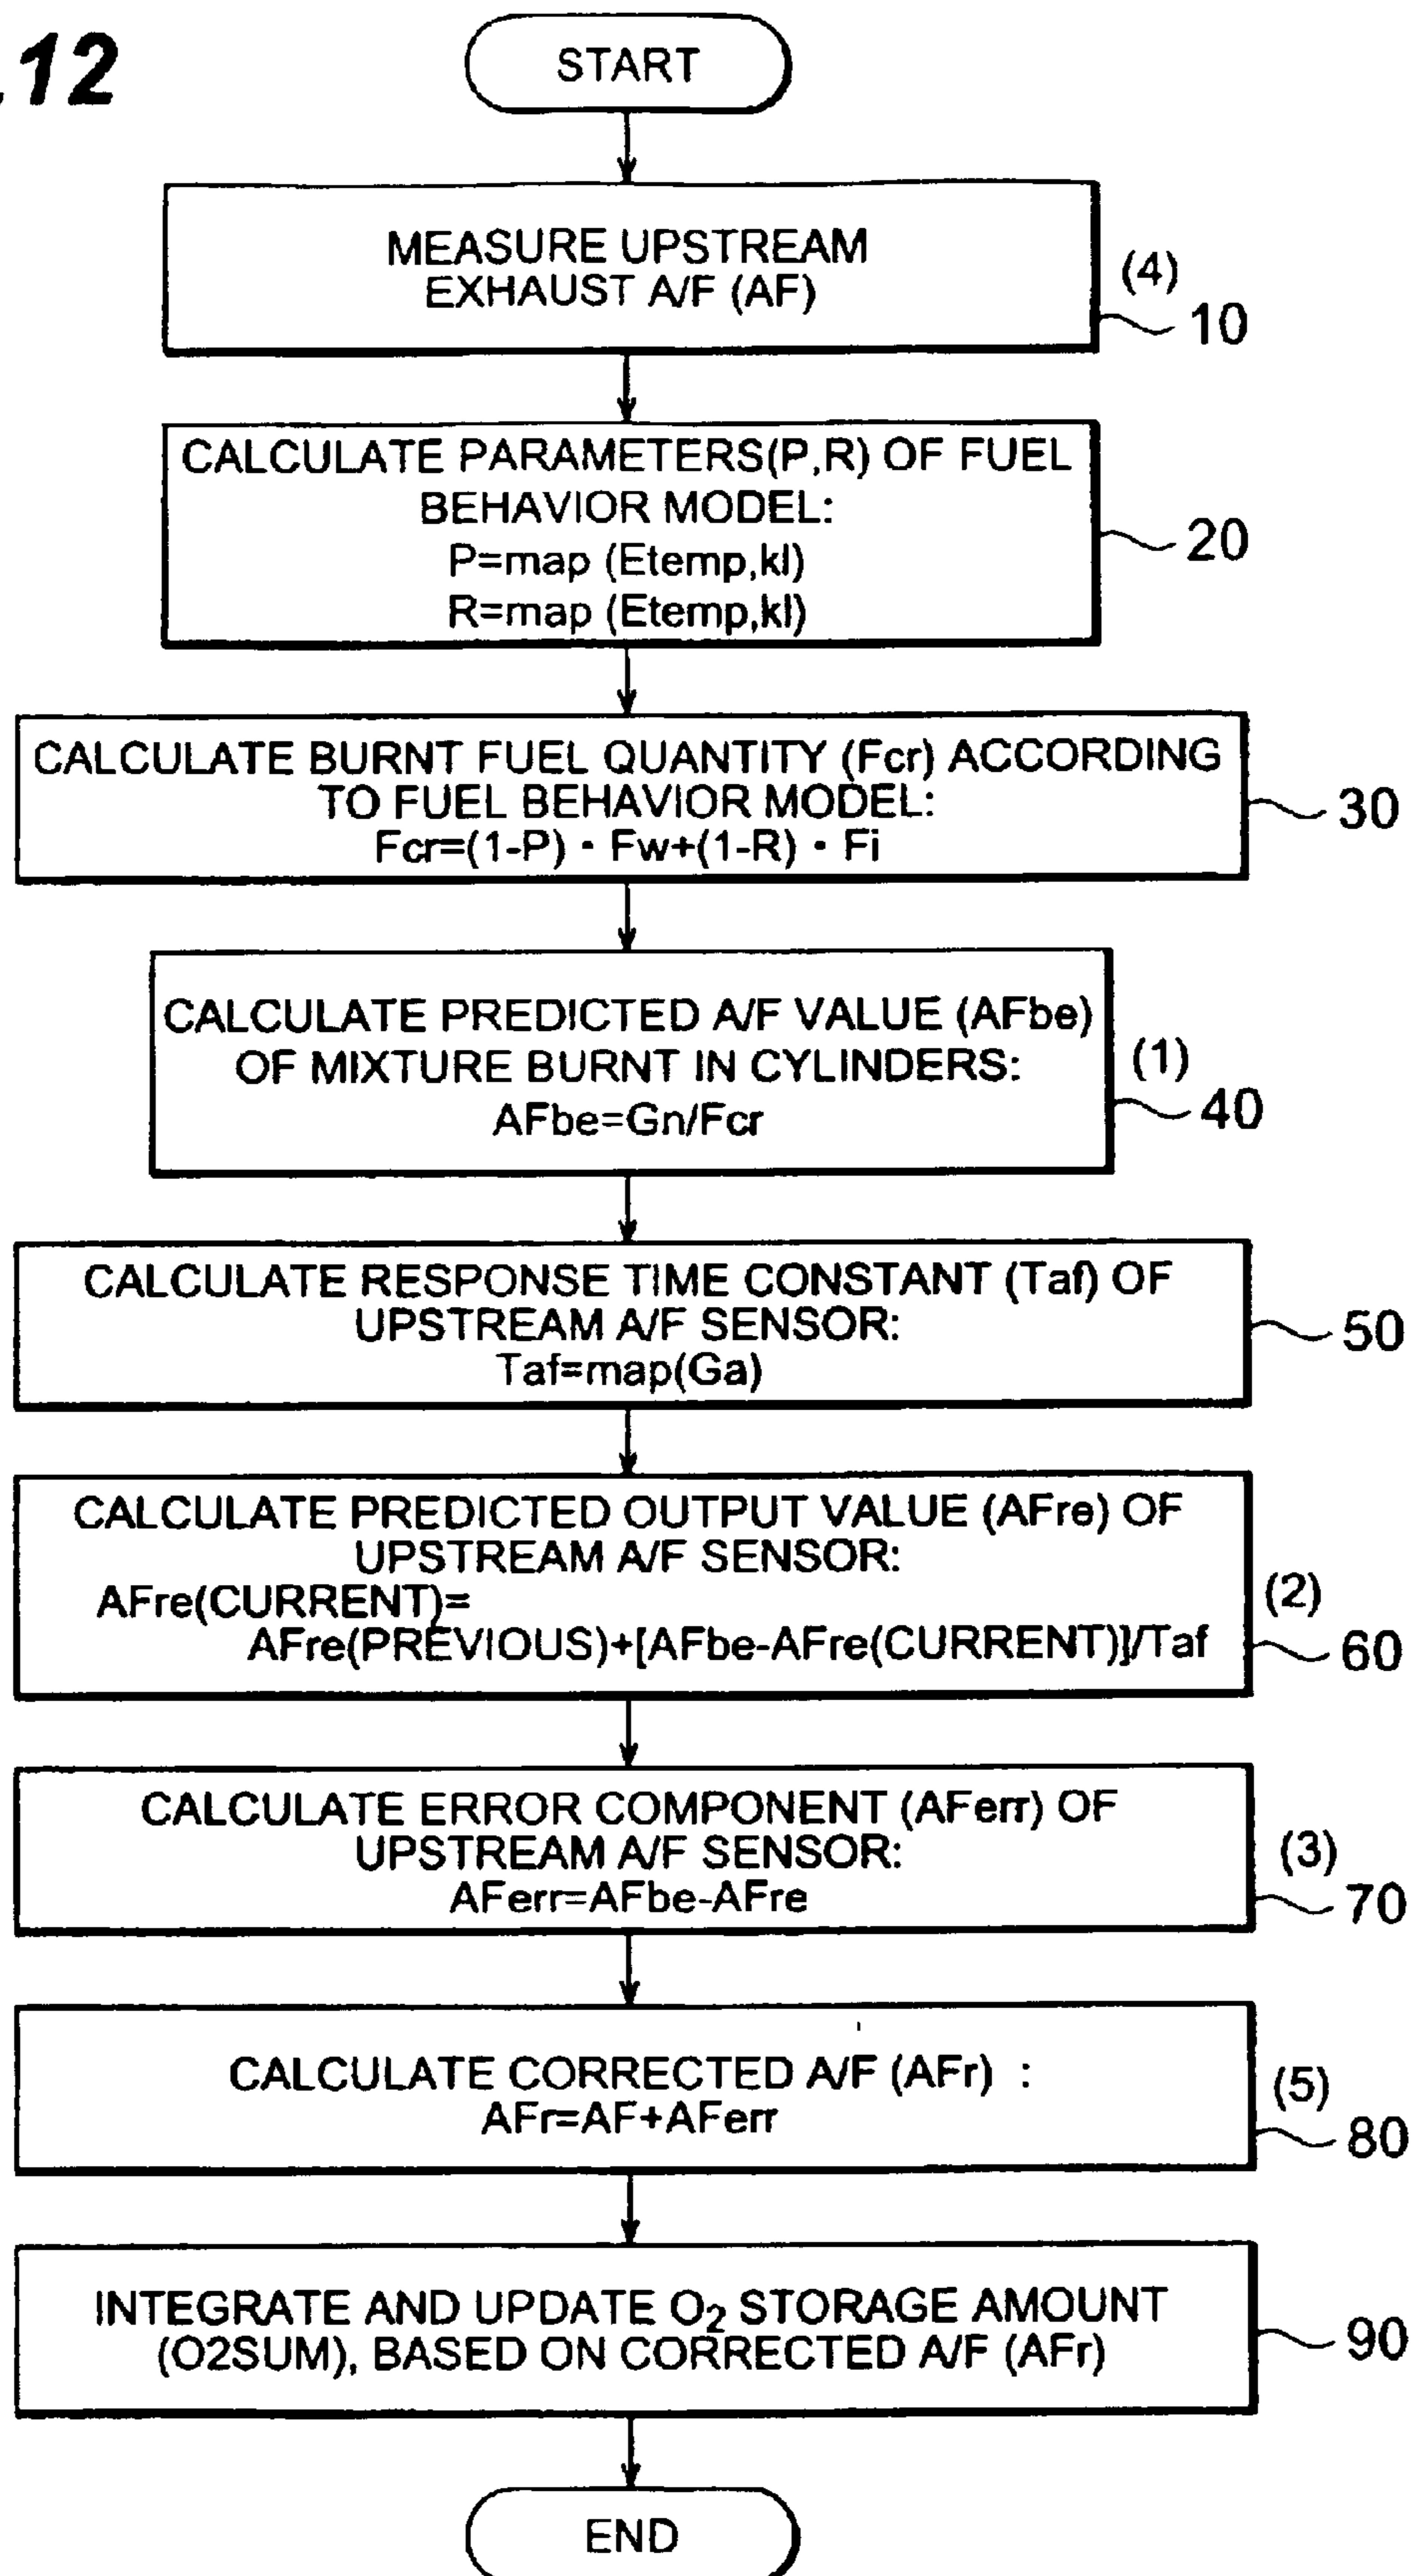 .12
START
MEASURE UPSTREAM
EXHAUST A/F (AF)
(4)
10
CALCULATE PARAMETERS(P,R) OF FUEL
BEHAVIOR MODEL:
P=map (Etemp,kl)
R=map (Etemp,kl)
20
CALCULATE BURNT FUEL QUANTITY (Fcr) ACCORDING
TO FUEL BEHAVIOR MODEL:
Fcr=(1-P)・Fw+(1-R)・Fi
30
CALCULATE PREDICTED A/F VALUE (AFbe)
OF MIXTURE BURNT IN CYLINDERS:
AFbe=Gn/Fcr
(1)
40
CALCULATE RESPONSE TIME CONSTANT (Taf) OF
UPSTREAM A/F SENSOR:
Taf=map(Ga)
50
CALCULATE PREDICTED OUTPUT VALUE (AFre) OF
UPSTREAM A/F SENSOR:
AFre(CURRENT)=
AFre(PREVIOUS)+[AFbe-AFre(CURRENT)]/Taf
(2)
60
CALCULATE ERROR COMPONENT (AFerr) OF
UPSTREAM A/F SENSOR:
AFerr=AFbe-AFre
(3)
70
CALCULATE CORRECTED A/F (AFr) :
AFr=AF+AFerr
(5)
80
INTEGRATE AND UPDATE O₂ STORAGE AMOUNT
(O2SUM), BASED ON CORRECTED A/F (AFr)
90
END